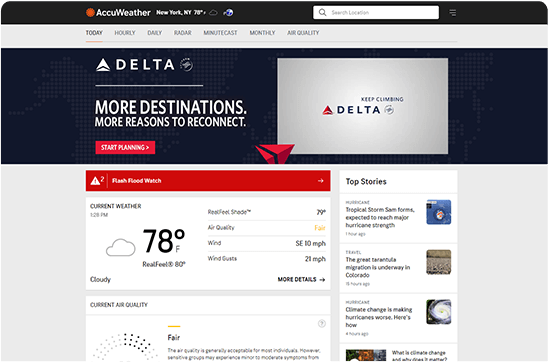 AccuWeather
New York, NY 78° F
Search Location
TODAY HOURLY DAILY RADAR MINUTECAST MONTHLY AIR QUALITY
DELTA
MORE DESTINATIONS.
MORE REASONS TO RECONNECT.
START PLANNING >
KEEP CLIMBING
DELTA
2 Flash Flood Watch
CURRENT WEATHER
1:28 PM
78° F
RealFeel® 80°
Cloudy
RealFeel Shade™ 79°
Air Quality Fair
Wind SE 10 mph
Wind Gusts 21 mph
MORE DETAILS
CURRENT AIR QUALITY
Fair
The air quality is generally acceptable for most individuals. However,
sensitive groups may experience minor to moderate symptoms from
Top Stories
HURRICANE
Tropical Storm Sam forms,
expected to reach major
hurricane strength
1 hour ago
TRAVEL
The great tarantula
migration is underway in
Colorado
15 hours ago
HURRICANE
Climate change is making
hurricanes worse. Here's
how
4 hours ago
What is climate change
and why does it matter?